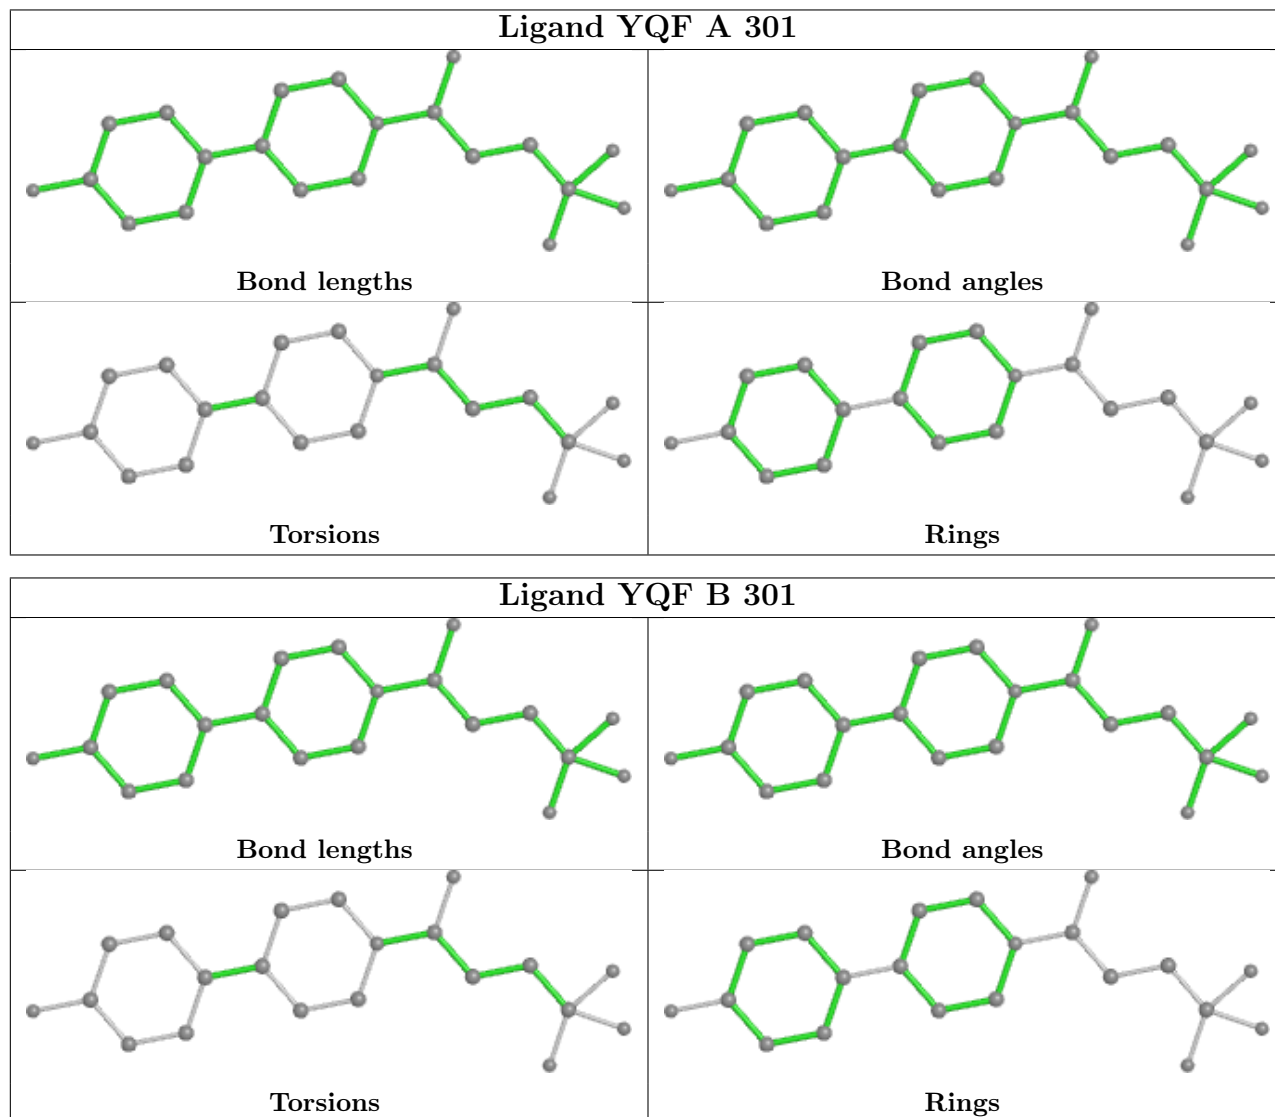 Ligand YQF A 301
Bond lengths
Bond angles
Torsions
Rings
Ligand YQF B 301
Bond lengths
Bond angles
Torsions
Rings